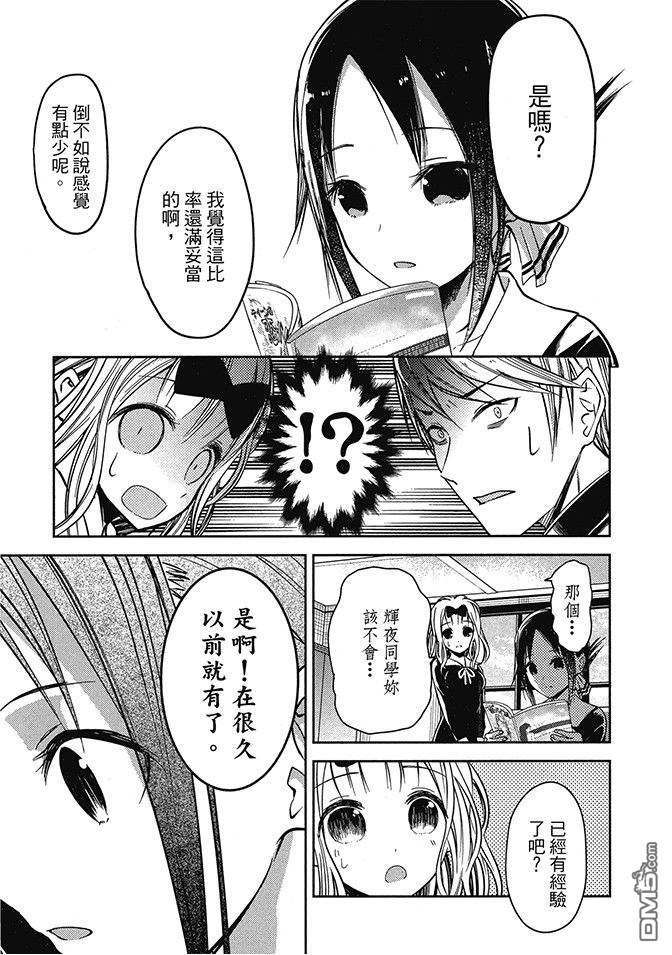 是嗎？
我覺得這比
率還滿妥當
的啊，
倒不如說感覺
有點少呢。
!?
那個…
輝夜同學妳
該不會…
已經有經驗
了吧？
是啊！在很久
以前就有了。
DM5.com